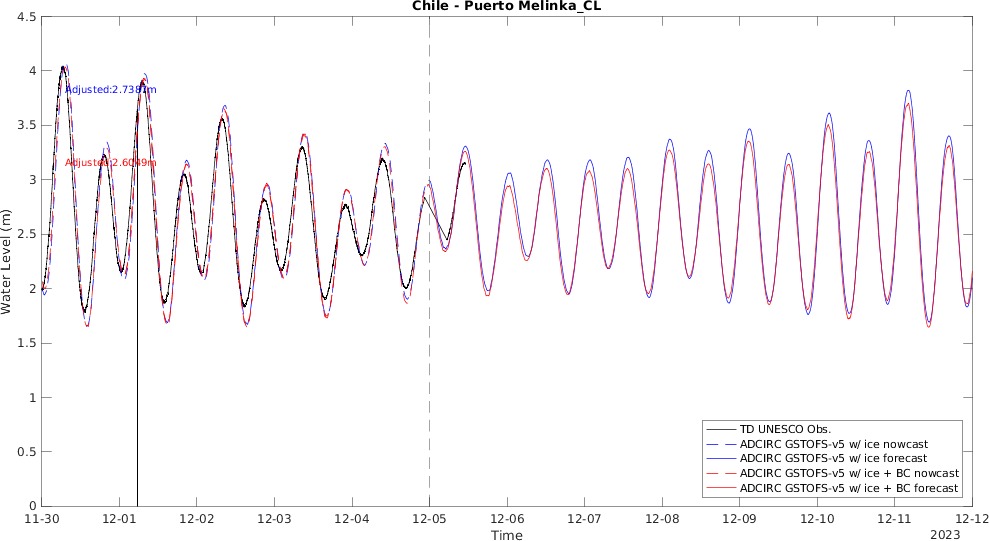 Chile - Puerto Melinka_CL
4.5
4
3.5
3
2.5
2
1.5
1
0.5
0
Water Level (m)
Adjusted:2.7387m
Adjusted:2.6049m
TD UNESCO Obs.
ADCIRC GSTOFS-v5 w/ ice nowcast
ADCIRC GSTOFS-v5 w/ ice forecast
ADCIRC GSTOFS-v5 w/ ice + BC nowcast
ADCIRC GSTOFS-v5 w/ ice + BC forecast
11-30 12-01 12-02 12-03 12-04 12-05 12-06 12-07 12-08 12-09 12-10 12-11 12-12
Time
2023